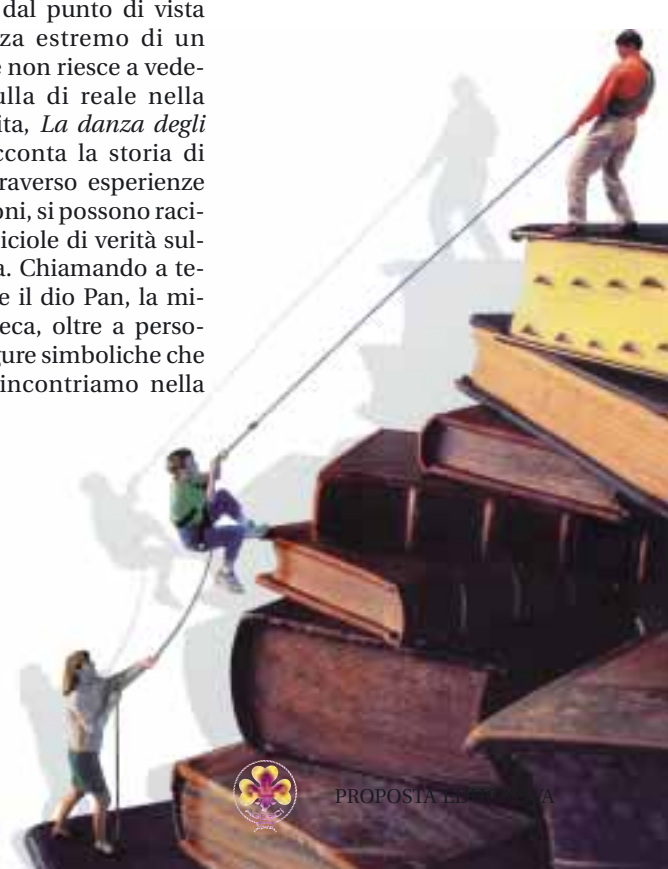 dal punto di vista
za estremo di un
e non riesce a vede-
ulla di reale nella
ita, La danza degli
cconta la storia di
raverso esperienze
oni, si possono raci-
iciole di verità sul-
a. Chiamando a te-
e il dio Pan, la mi-
eca, oltre a perso-
gure simboliche che
incontriamo nella
PROPOSTA